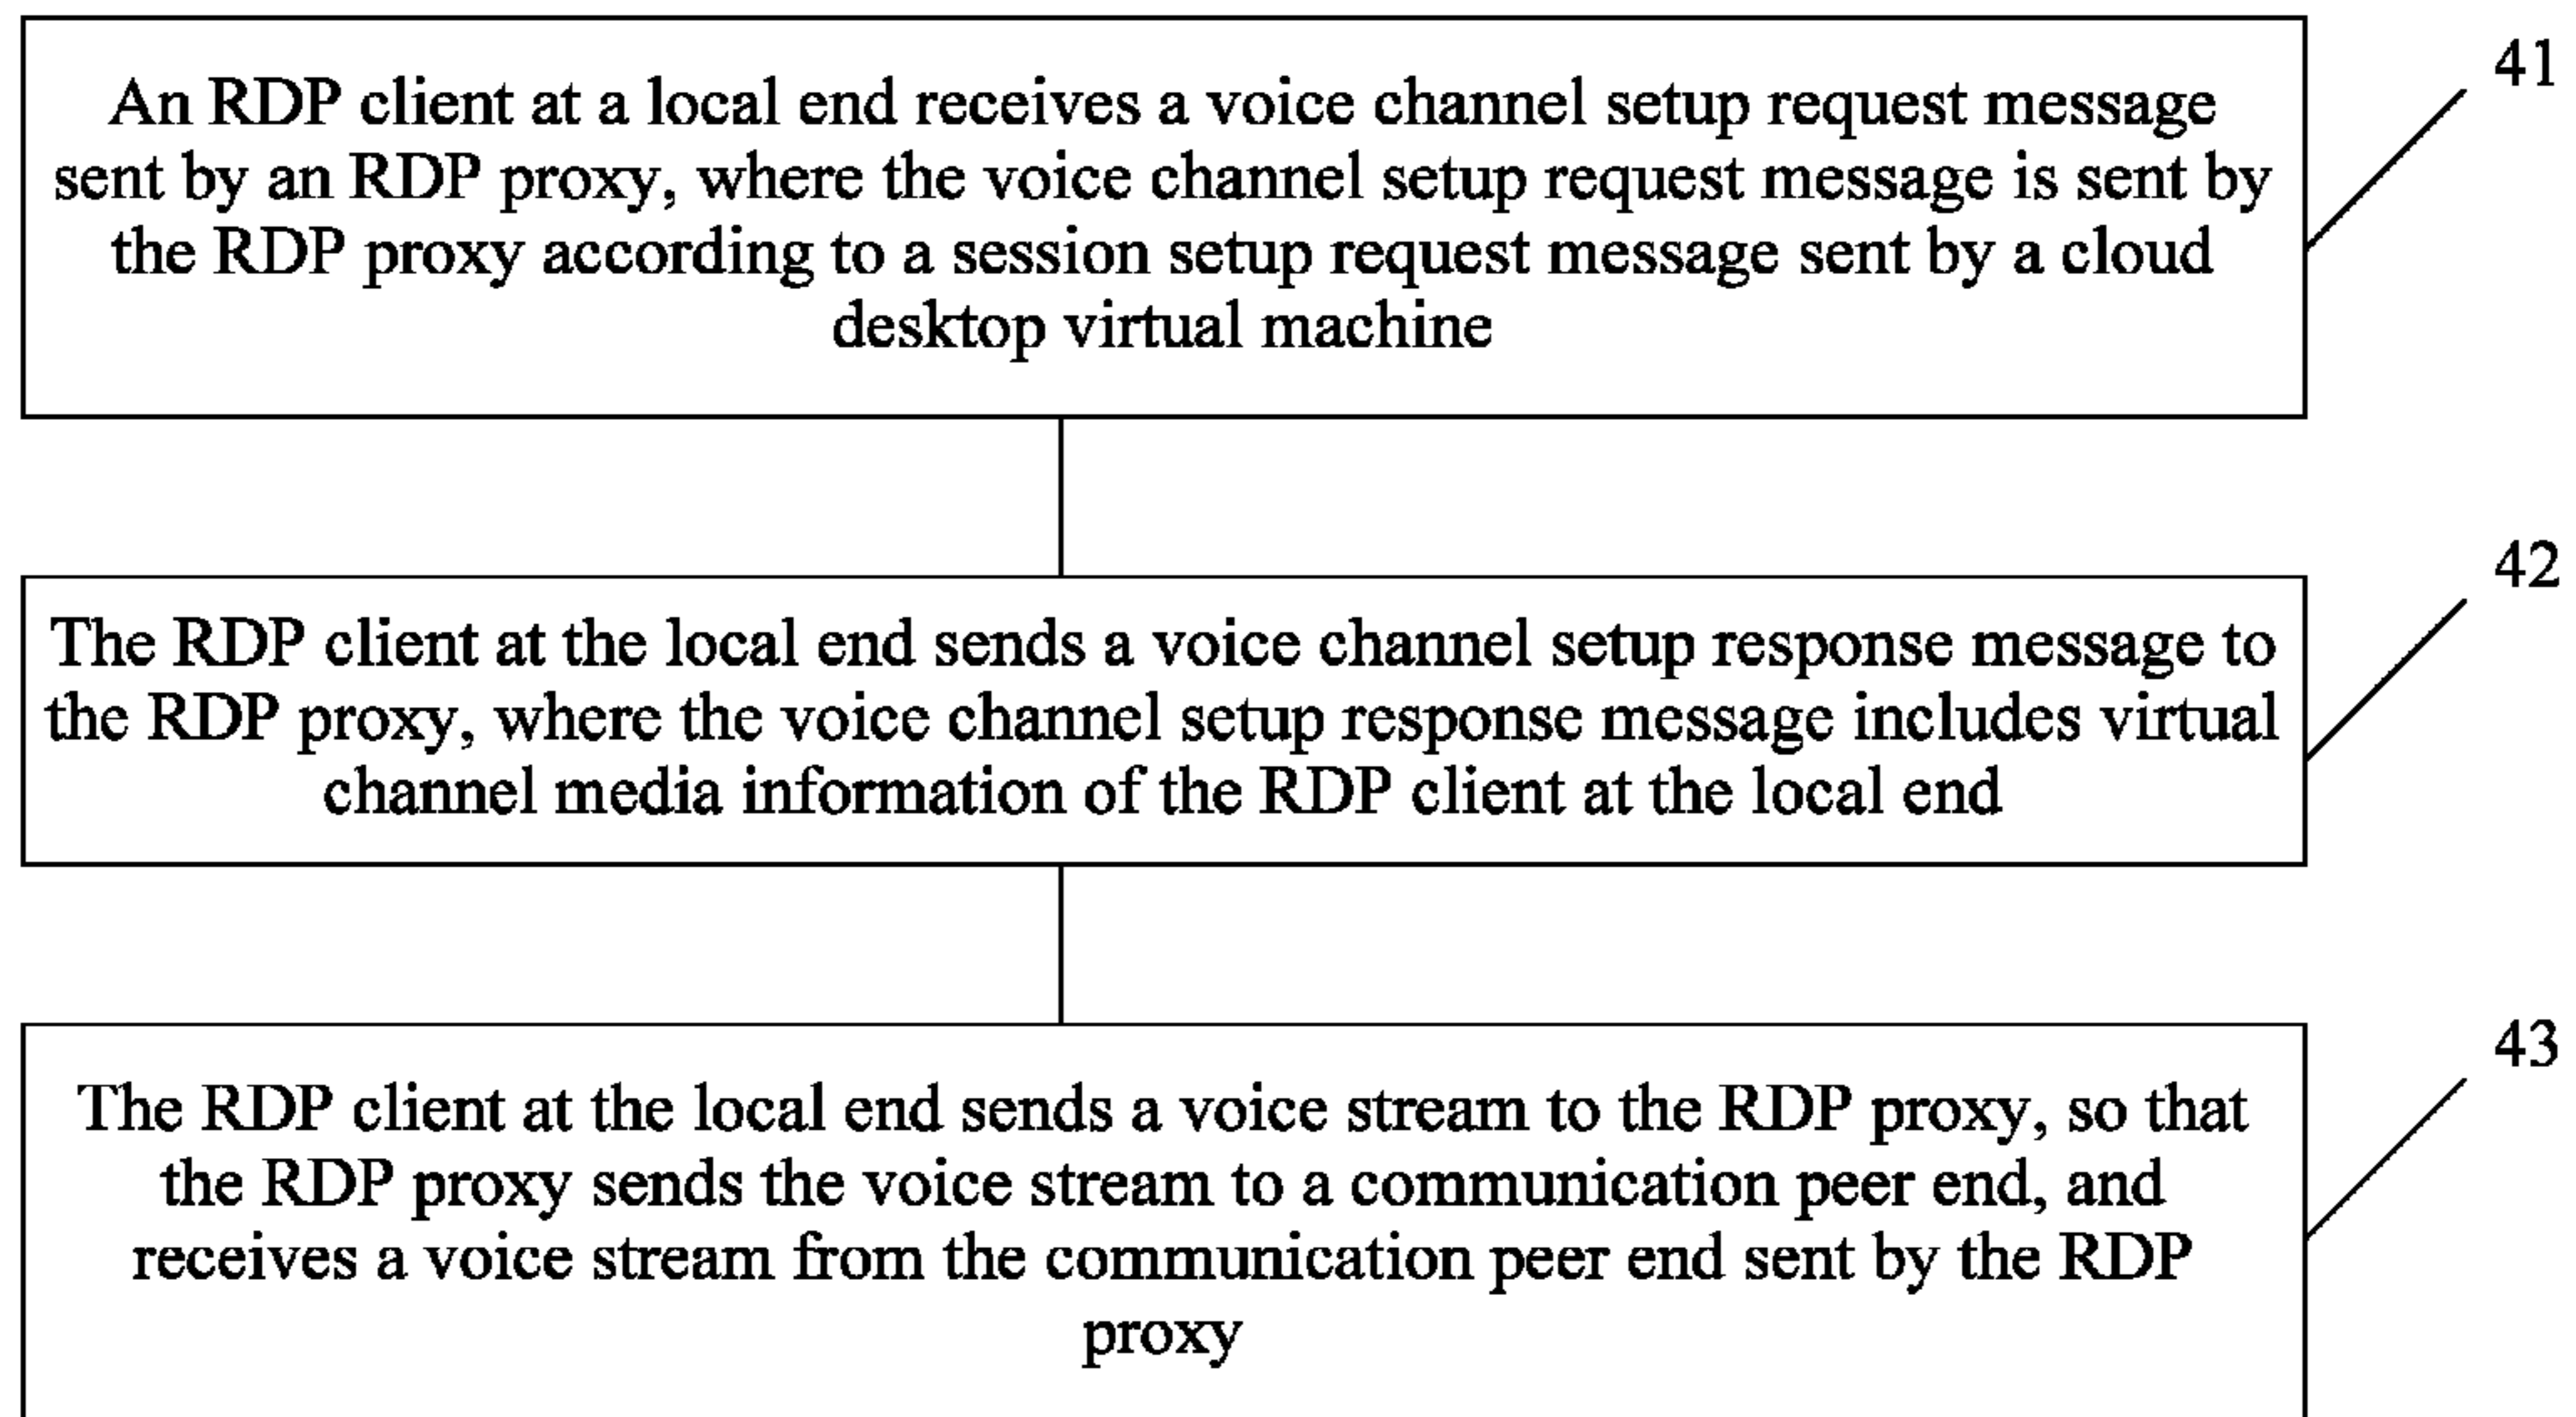 41
An RDP client at a local end receives a voice channel setup request message
sent by an RDP proxy, where the voice channel setup request message is sent by
the RDP proxy according to a session setup request message sent by a cloud
desktop virtual machine
42
The RDP client at the local end sends a voice channel setup response message to
the RDP proxy, where the voice channel setup response message includes virtual
channel media information of the RDP client at the local end
43
The RDP client at the local end sends a voice stream to the RDP proxy, so that
the RDP proxy sends the voice stream to a communication peer end, and
receives a voice stream from the communication peer end sent by the RDP
proxy